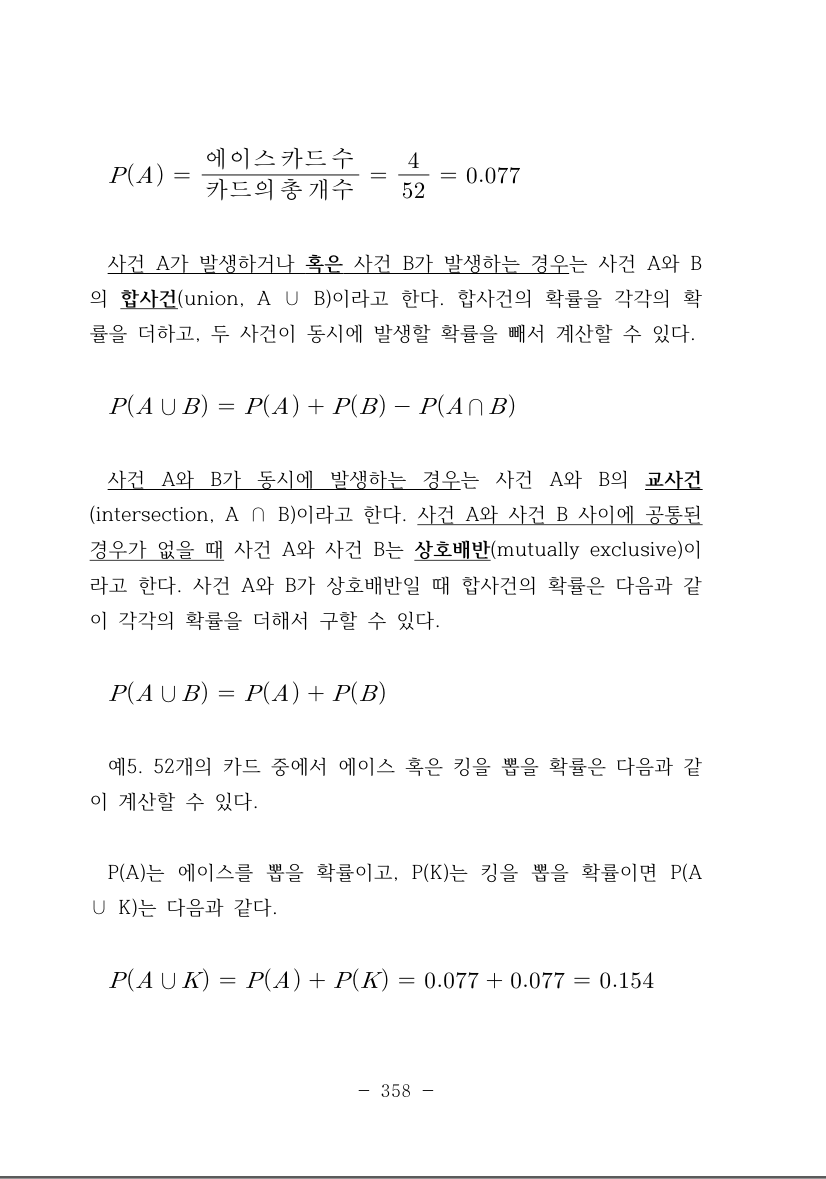 P(A) = 에이스 카드 수 / 카드의 총 개수 = 4 / 52 = 0.077
사건 A가 발생하거나 혹은 사건 B가 발생하는 경우는 사건 A와 B
의 합사건(union, A ∪ B)이라고 한다. 합사건의 확률을 각각의 확
률을 더하고, 두 사건이 동시에 발생할 확률을 빼서 계산할 수 있다.
P(A ∪ B) = P(A) + P(B) − P(A ∩ B)
사건 A와 B가 동시에 발생하는 경우는 사건 A와 B의 교사건
(intersection, A ∩ B)이라고 한다. 사건 A와 사건 B 사이에 공통된
경우가 없을 때 사건 A와 사건 B는 상호배반(mutually exclusive)이
라고 한다. 사건 A와 B가 상호배반일 때 합사건의 확률은 다음과 같
이 각각의 확률을 더해서 구할 수 있다.
P(A ∪ B) = P(A) + P(B)
예5. 52개의 카드 중에서 에이스 혹은 킹을 뽑을 확률은 다음과 같
이 계산할 수 있다.
P(A)는 에이스를 뽑을 확률이고, P(K)는 킹을 뽑을 확률이면 P(A
∪ K)는 다음과 같다.
P(A ∪ K) = P(A) + P(K) = 0.077 + 0.077 = 0.154
- 358 -